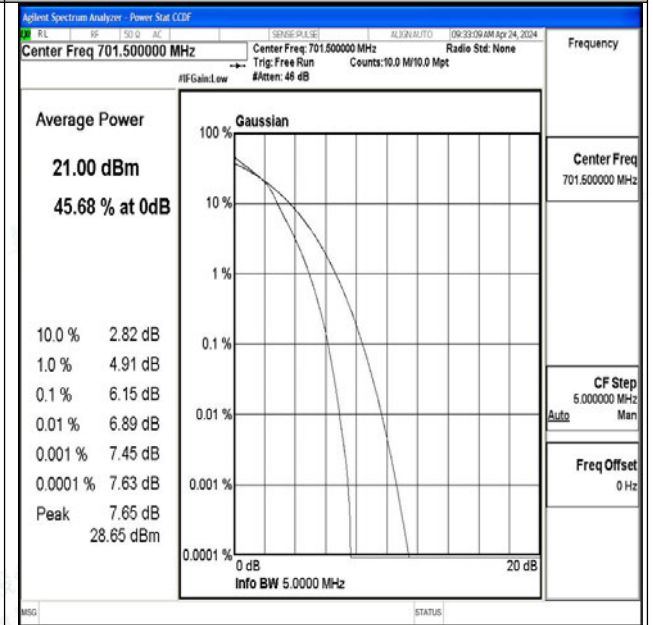 Agilent Spectrum Analyzer - Power Stat CCDF
RL RF 50 Ω AC SENSE:PULSE ALIGN AUTO 09:33:09 AM Apr 24, 2024
Center Freq 701.500000 MHz
Center Freq: 701.500000 MHz Radio Std: None
Trig: Free Run Counts:10.0 M/10.0 Mpt
#IFGain:Low #Atten: 46 dB
Frequency
Average Power
21.00 dBm
45.68 % at 0dB
10.0 % 2.82 dB
1.0 % 4.91 dB
0.1 % 6.15 dB
0.01 % 6.89 dB
0.001 % 7.45 dB
0.0001 % 7.63 dB
Peak 7.65 dB
28.65 dBm
Gaussian
100 %
10 %
1 %
0.1 %
0.01 %
0.001 %
0.0001 %
0 dB 20 dB
Info BW 5.0000 MHz
Center Freq
701.500000 MHz
CF Step
5.000000 MHz
Auto Man
Freq Offset
0 Hz
MSG STATUS